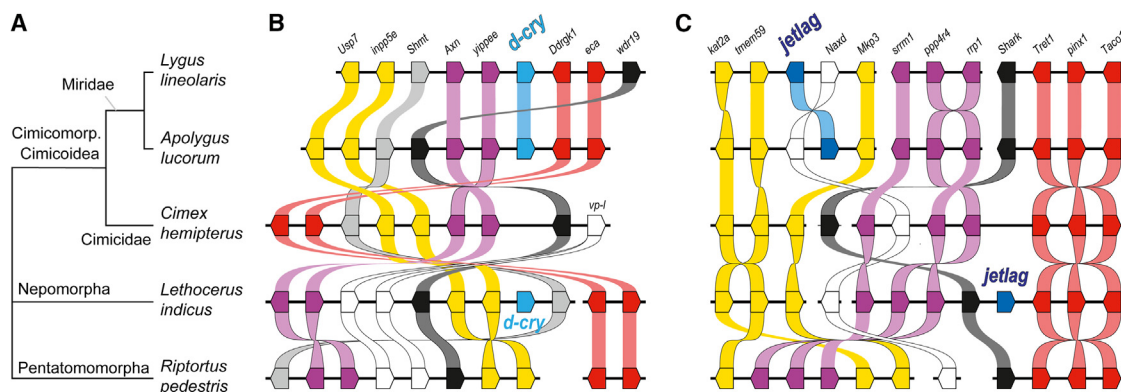 A
Miridae
Cimicomorp.
Cimicoidea
Cimicidae
Nepomorpha
Pentatomomorpha
Lygus
lineolaris
Apolygus
lucorum
Cimex
hemipterus
Lethocerus
indicus
Riptortus
pedestris
B
Usp7
inpp5e
Shmt
Axn
yippee
d-cry
Ddrgk1
eca
wdr19
vp-l
d-cry
C
kat2a
tmem59
jetlag
Naxd
Mkp3
srrm1
ppp4r4
rrp1
Shark
Tret1
pinx1
Taco1
jetlag